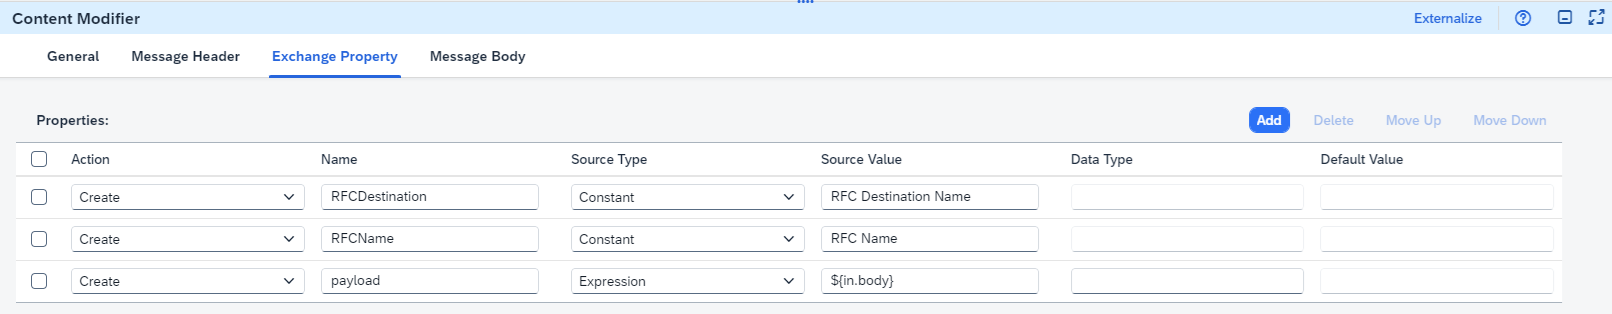 Content Modifier
Externalize
General Message Header Exchange Property Message Body
Properties:
Add Delete Move Up Move Down
Action Name Source Type Source Value Data Type Default Value
Create RFCDestination Constant RFC Destination Name
Create RFCName Constant RFC Name
Create payload Expression ${in.body}